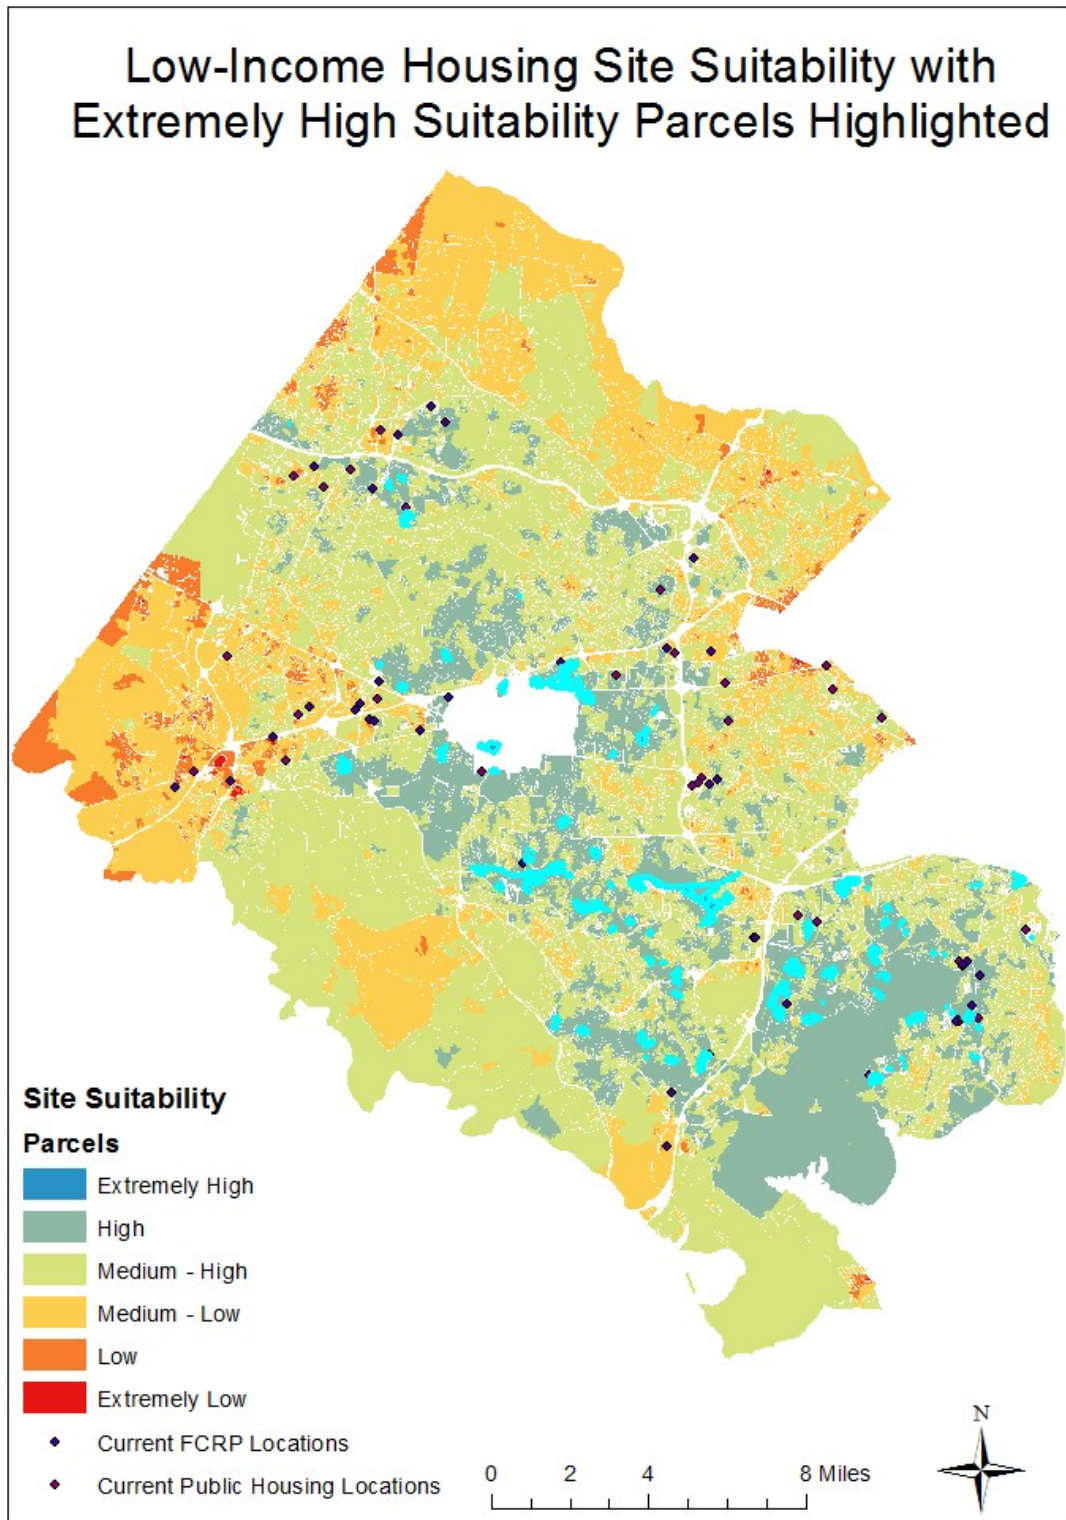 Low-Income Housing Site Suitability with
Extremely High Suitability Parcels Highlighted
Site Suitability
Parcels
Extremely High
High
Medium - High
Medium - Low
Low
Extremely Low
Current FCRP Locations
Current Public Housing Locations
0 2 4 8 Miles
N